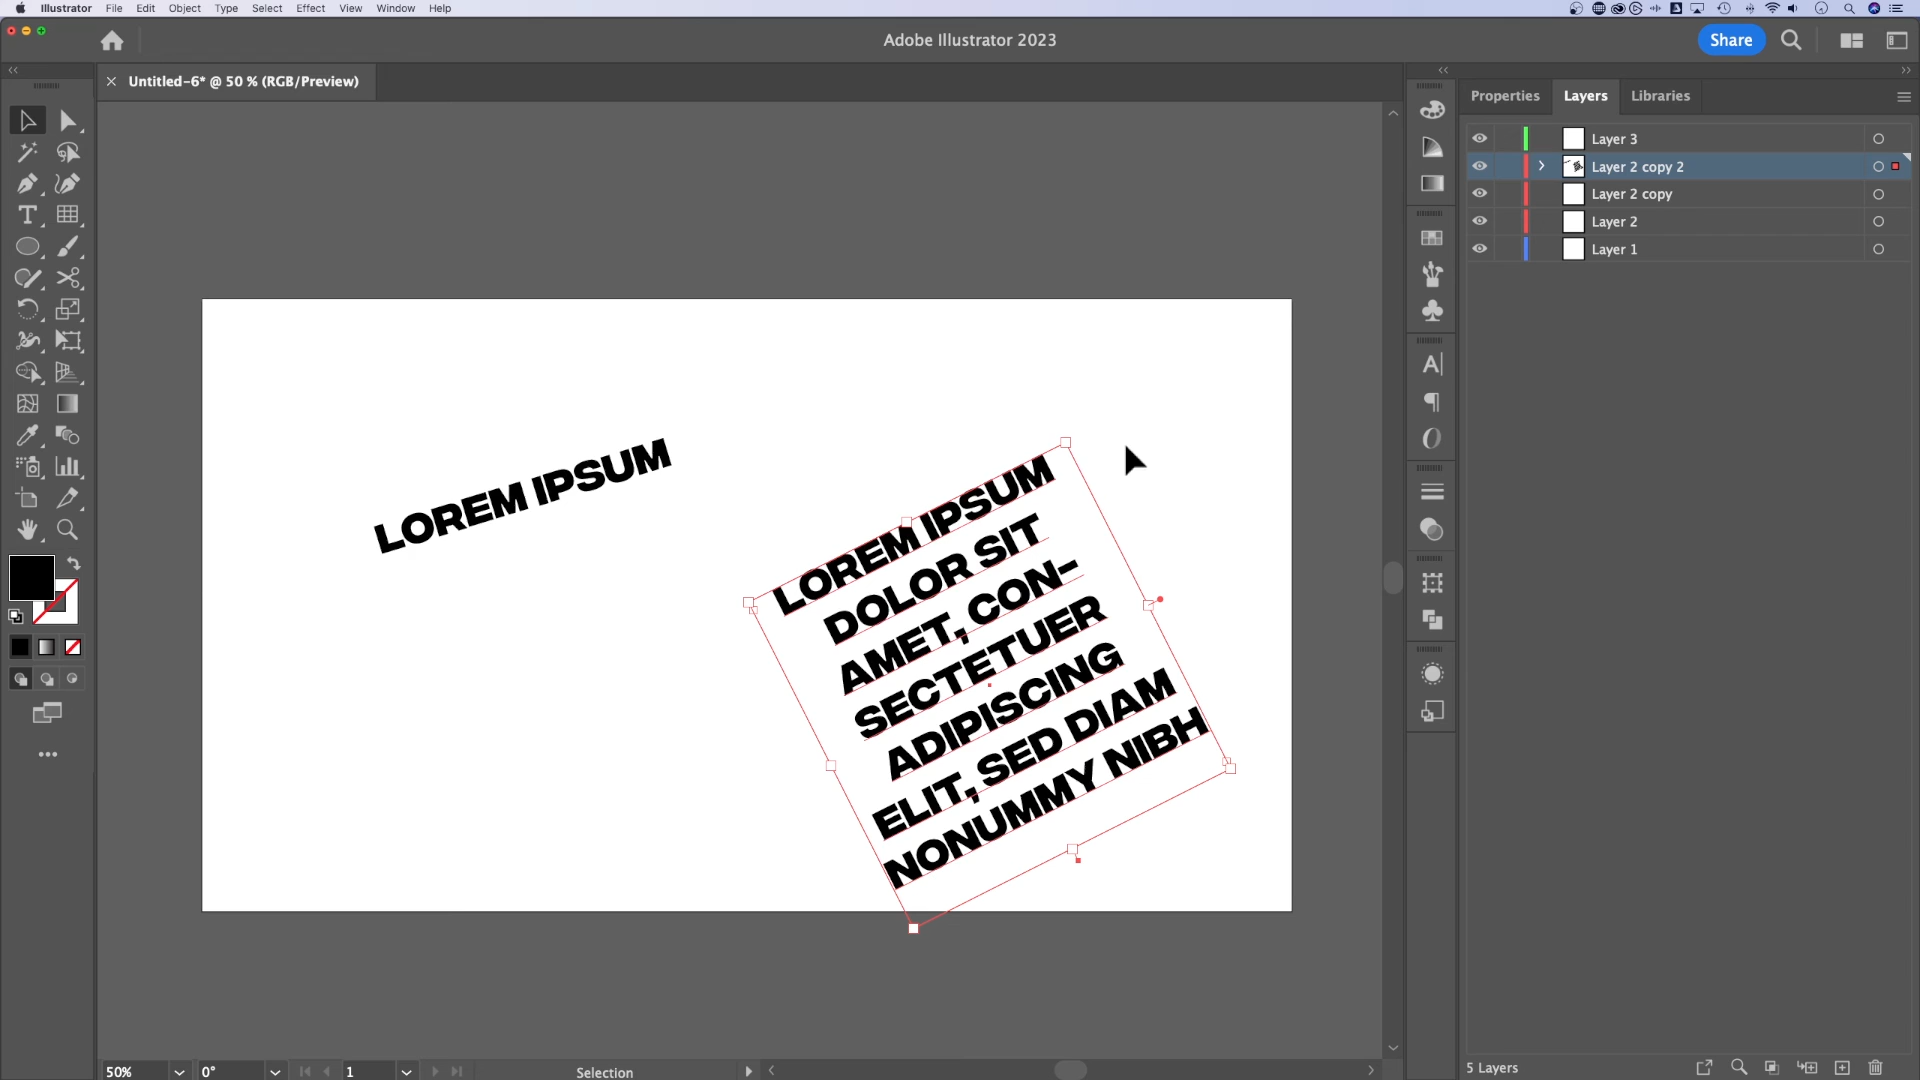 Illustrator File Edit Object Type Select Effect View Window Help
Adobe Illustrator 2023
Share
Untitled-6* @ 50 % (RGB/Preview)
Properties Layers Libraries
Layer 3
Layer 2 copy 2
Layer 2 copy
Layer 2
Layer 1
LOREM IPSUM
LOREM IPSUM
DOLOR SIT
AMET, CON-
SECTETUER
ADIPISCING
ELIT, SED DIAM
NONUMMY NIBH
50% 0° 1 Selection
5 Layers